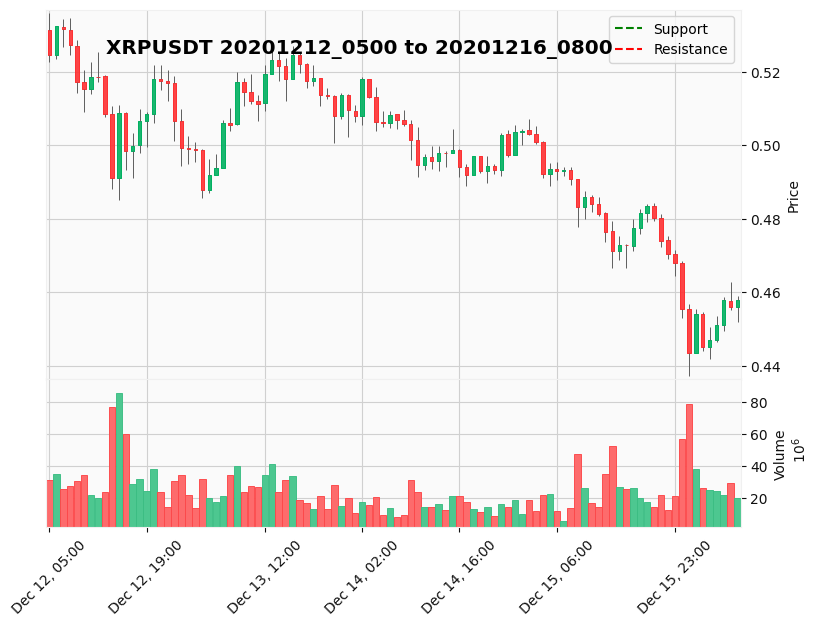 XRPUSDT 20201212_0500 to 20201216_0800
Support
Resistance
0.52
0.50
0.48
0.46
0.44
Price
80
60
40
20
Volume
10^6
Dec 12, 05:00
Dec 12, 19:00
Dec 13, 12:00
Dec 14, 02:00
Dec 14, 16:00
Dec 15, 06:00
Dec 15, 23:00